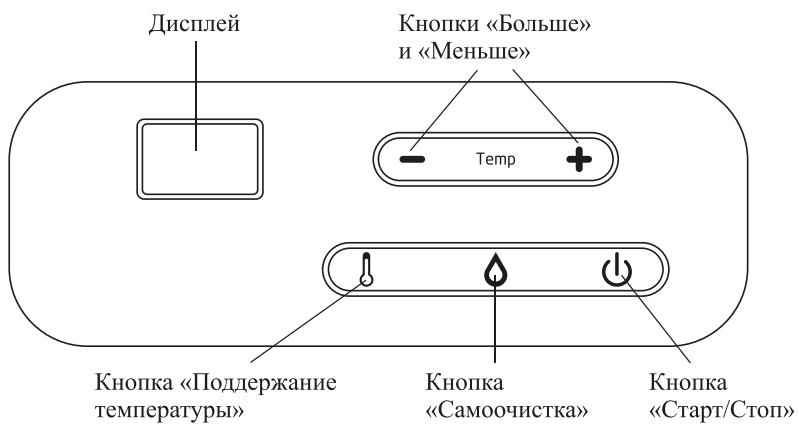 Дисплей
Кнопки «Больше»
и «Меньше»
Temp
Кнопка «Поддержание
температуры»
Кнопка
«Самоочистка»
Кнопка
«Старт/Стоп»